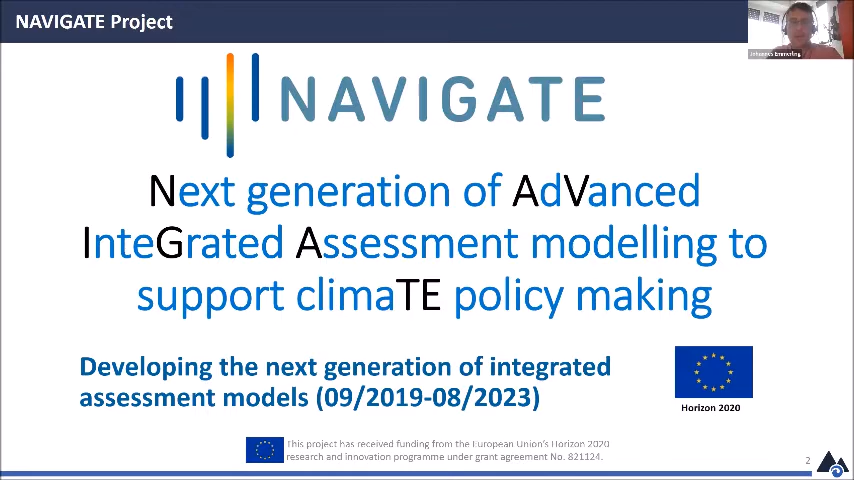 NAVIGATE Project
Johannes Emmerling
NAVIGATE
Next generation of AdVanced
InteGrated Assessment modelling to
support climaTE policy making
Developing the next generation of integrated
assessment models (09/2019-08/2023)
Horizon 2020
This project has received funding from the European Union's Horizon 2020
research and innovation programme under grant agreement No. 821124.
2